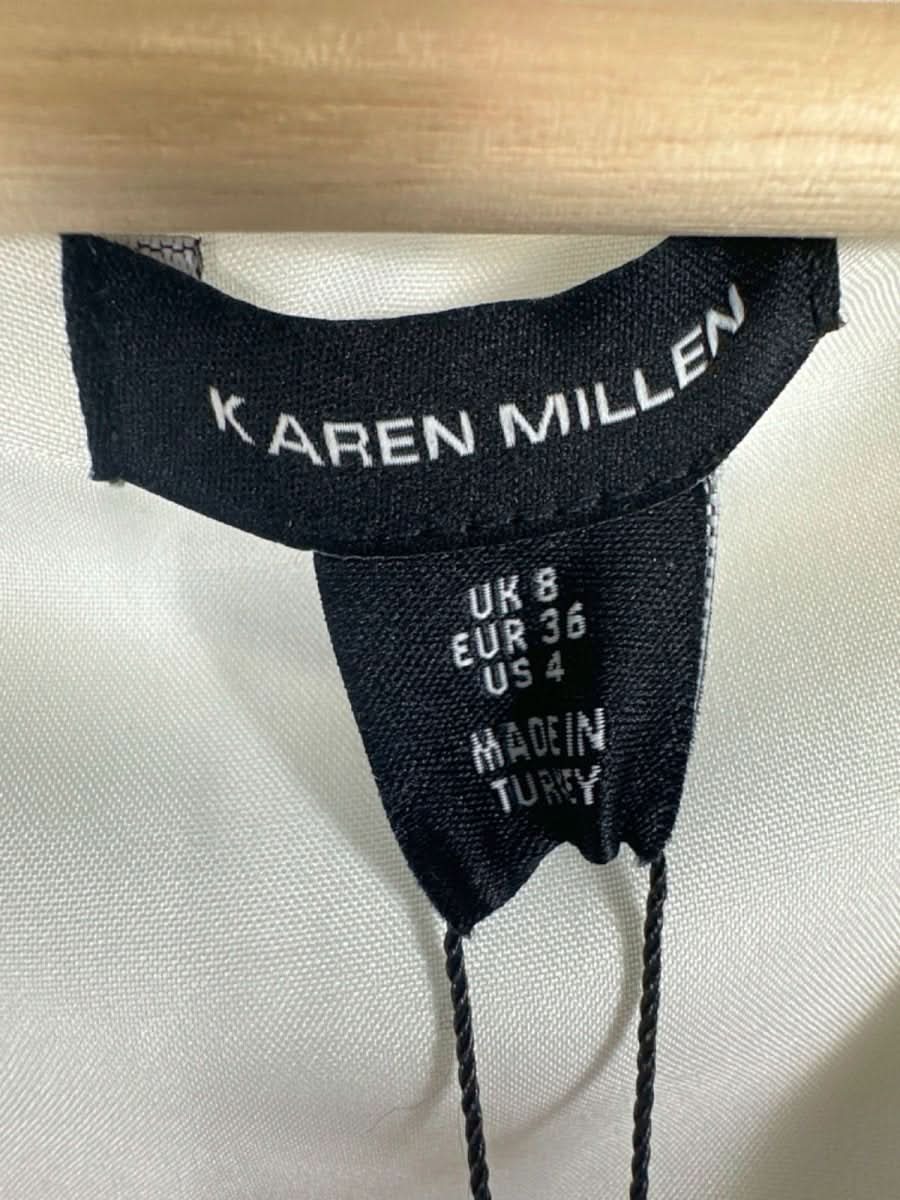 KAREN MILLEN
UK 8
EUR 36
US 4
MADE IN
TURKEY